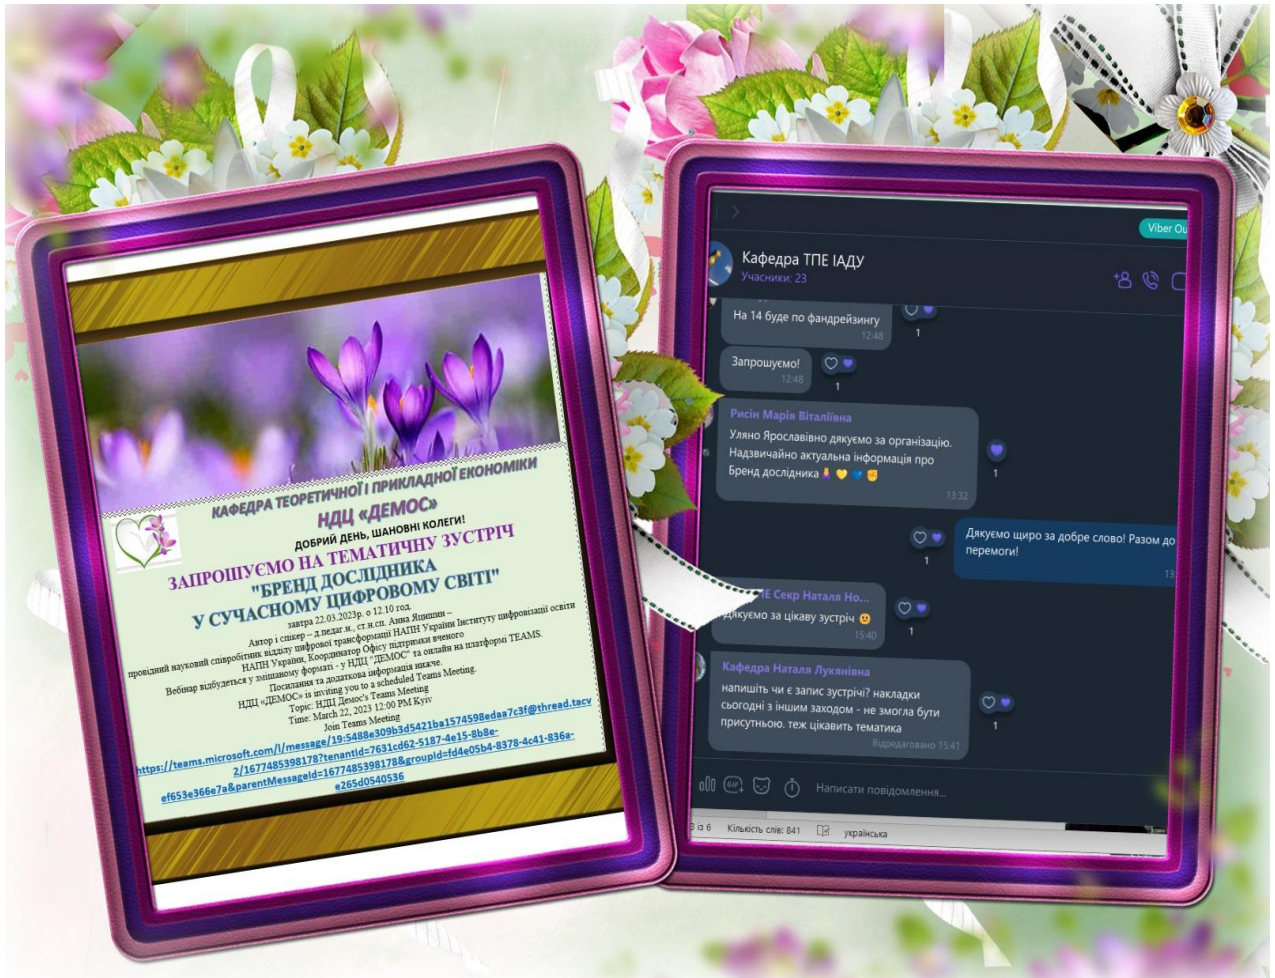 КАФЕДРА ТЕОРЕТИЧНОЇ І ПРИКЛАДНОЇ ЕКОНОМІКИ
НДЦ «ДЕМОС»
ДОБРИЙ ДЕНЬ, ШАНОВНІ КОЛЕГИ!
ЗАПРОШУЄМО НА ТЕМАТИЧНУ ЗУСТРІЧ
"БРЕНД ДОСЛІДНИКА
У СУЧАСНОМУ ЦИФРОВОМУ СВІТІ"
завтра 22.03.2023р. о 12.10 год.
Автор і спікер – д.педаг.н., ст.н.сп. Анна Яцишин –
провідний науковий співробітник відділу цифрової трансформації НАПН України Інституту цифровізації освіти
НАПН України, Координатор Офісу підтримки вченого
Вебінар відбудеться у змішаному форматі - у НДЦ "ДЕМОС" та онлайн на платформі TEAMS.
Посилання та додаткова інформація нижче.
НДЦ «ДЕМОС» is inviting you to a scheduled Teams Meeting.
Topic: НДЦ Демос's Teams Meeting
Time: March 22, 2023 12:00 PM Kyiv
Join Teams Meeting
https://teams.microsoft.com/l/message/19:5488e309b3d5421ba1574598edaa7c3f@thread.tacv
2/1677485398178?tenantId=7631cd62-5187-4e15-8b8e-
ef653e366e7a&parentMessageId=1677485398178&groupId=fd4e05b4-8378-4c41-836a-
e265d0540536
Viber Ou
Кафедра ТПЕ ІАДУ
Учасники: 23
На 14 буде по фандрейзингу
12:48
1
Запрошуємо!
12:48
1
Рисін Марія Віталіївна
Уляно Ярославівно дякуємо за організацію.
Надзвичайно актуальна інформація про
Бренд дослідника
13:32
1
Дякуємо щиро за добре слово! Разом до
перемоги!
13:
1
ПЕ Секр Наталя Но...
дякуємо за цікаву зустріч
15:40
1
Кафедра Наталя Лукянівна
напишіть чи є запис зустрічі? накладки
сьогодні з іншим заходом - не змогла бути
присутньою. теж цікавить тематика
Відредаговано 15:41
1
GIF
Написати повідомлення...
3 із 6 Кількість слів: 841 українська